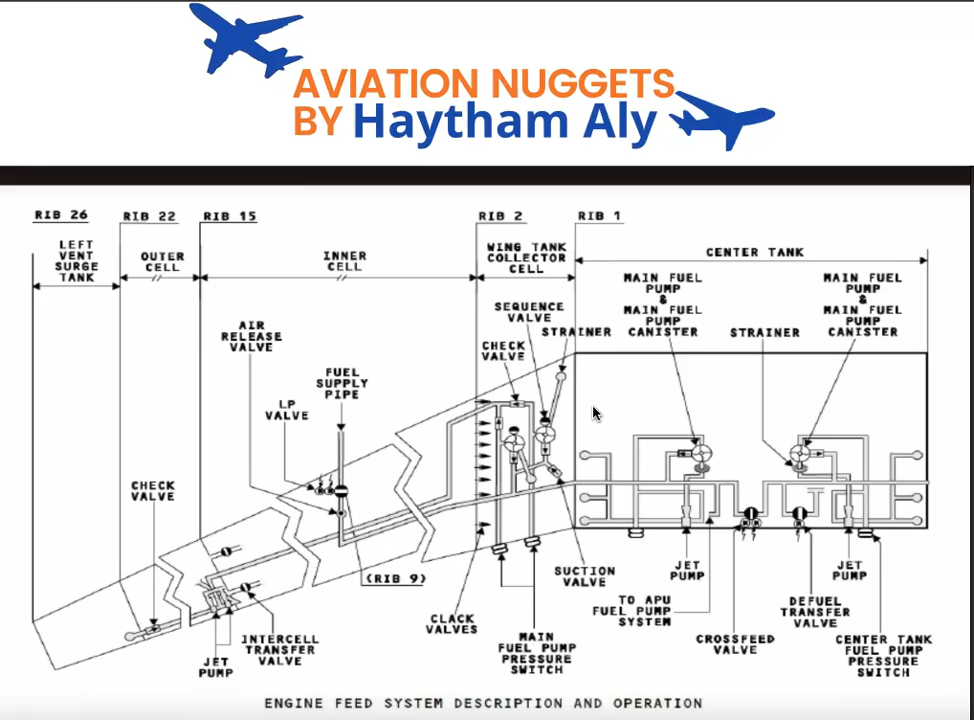 AVIATION NUGGETS
BY Haytham Aly
RIB 26
RIB 22
RIB 15
RIB 2
RIB 1
LEFT
VENT
SURGE
TANK
OUTER
CELL
INNER
CELL
WING TANK
COLLECTOR
CELL
CENTER TANK
MAIN FUEL
PUMP
&
MAIN FUEL
PUMP
CANISTER
MAIN FUEL
PUMP
&
MAIN FUEL
PUMP
CANISTER
SEQUENCE
VALVE
STRAINER
STRAINER
AIR
RELEASE
VALVE
CHECK
VALVE
FUEL
SUPPLY
PIPE
LP
VALVE
CHECK
VALVE
(RIB 9)
SUCTION
VALVE
JET
PUMP
JET
PUMP
TO APU
FUEL PUMP
SYSTEM
DEFUEL
TRANSFER
VALVE
CLACK
VALVES
MAIN
FUEL PUMP
PRESSURE
SWITCH
CROSSFEED
VALVE
CENTER TANK
FUEL PUMP
PRESSURE
SWITCH
INTERCELL
TRANSFER
VALVE
JET
PUMP
ENGINE FEED SYSTEM DESCRIPTION AND OPERATION